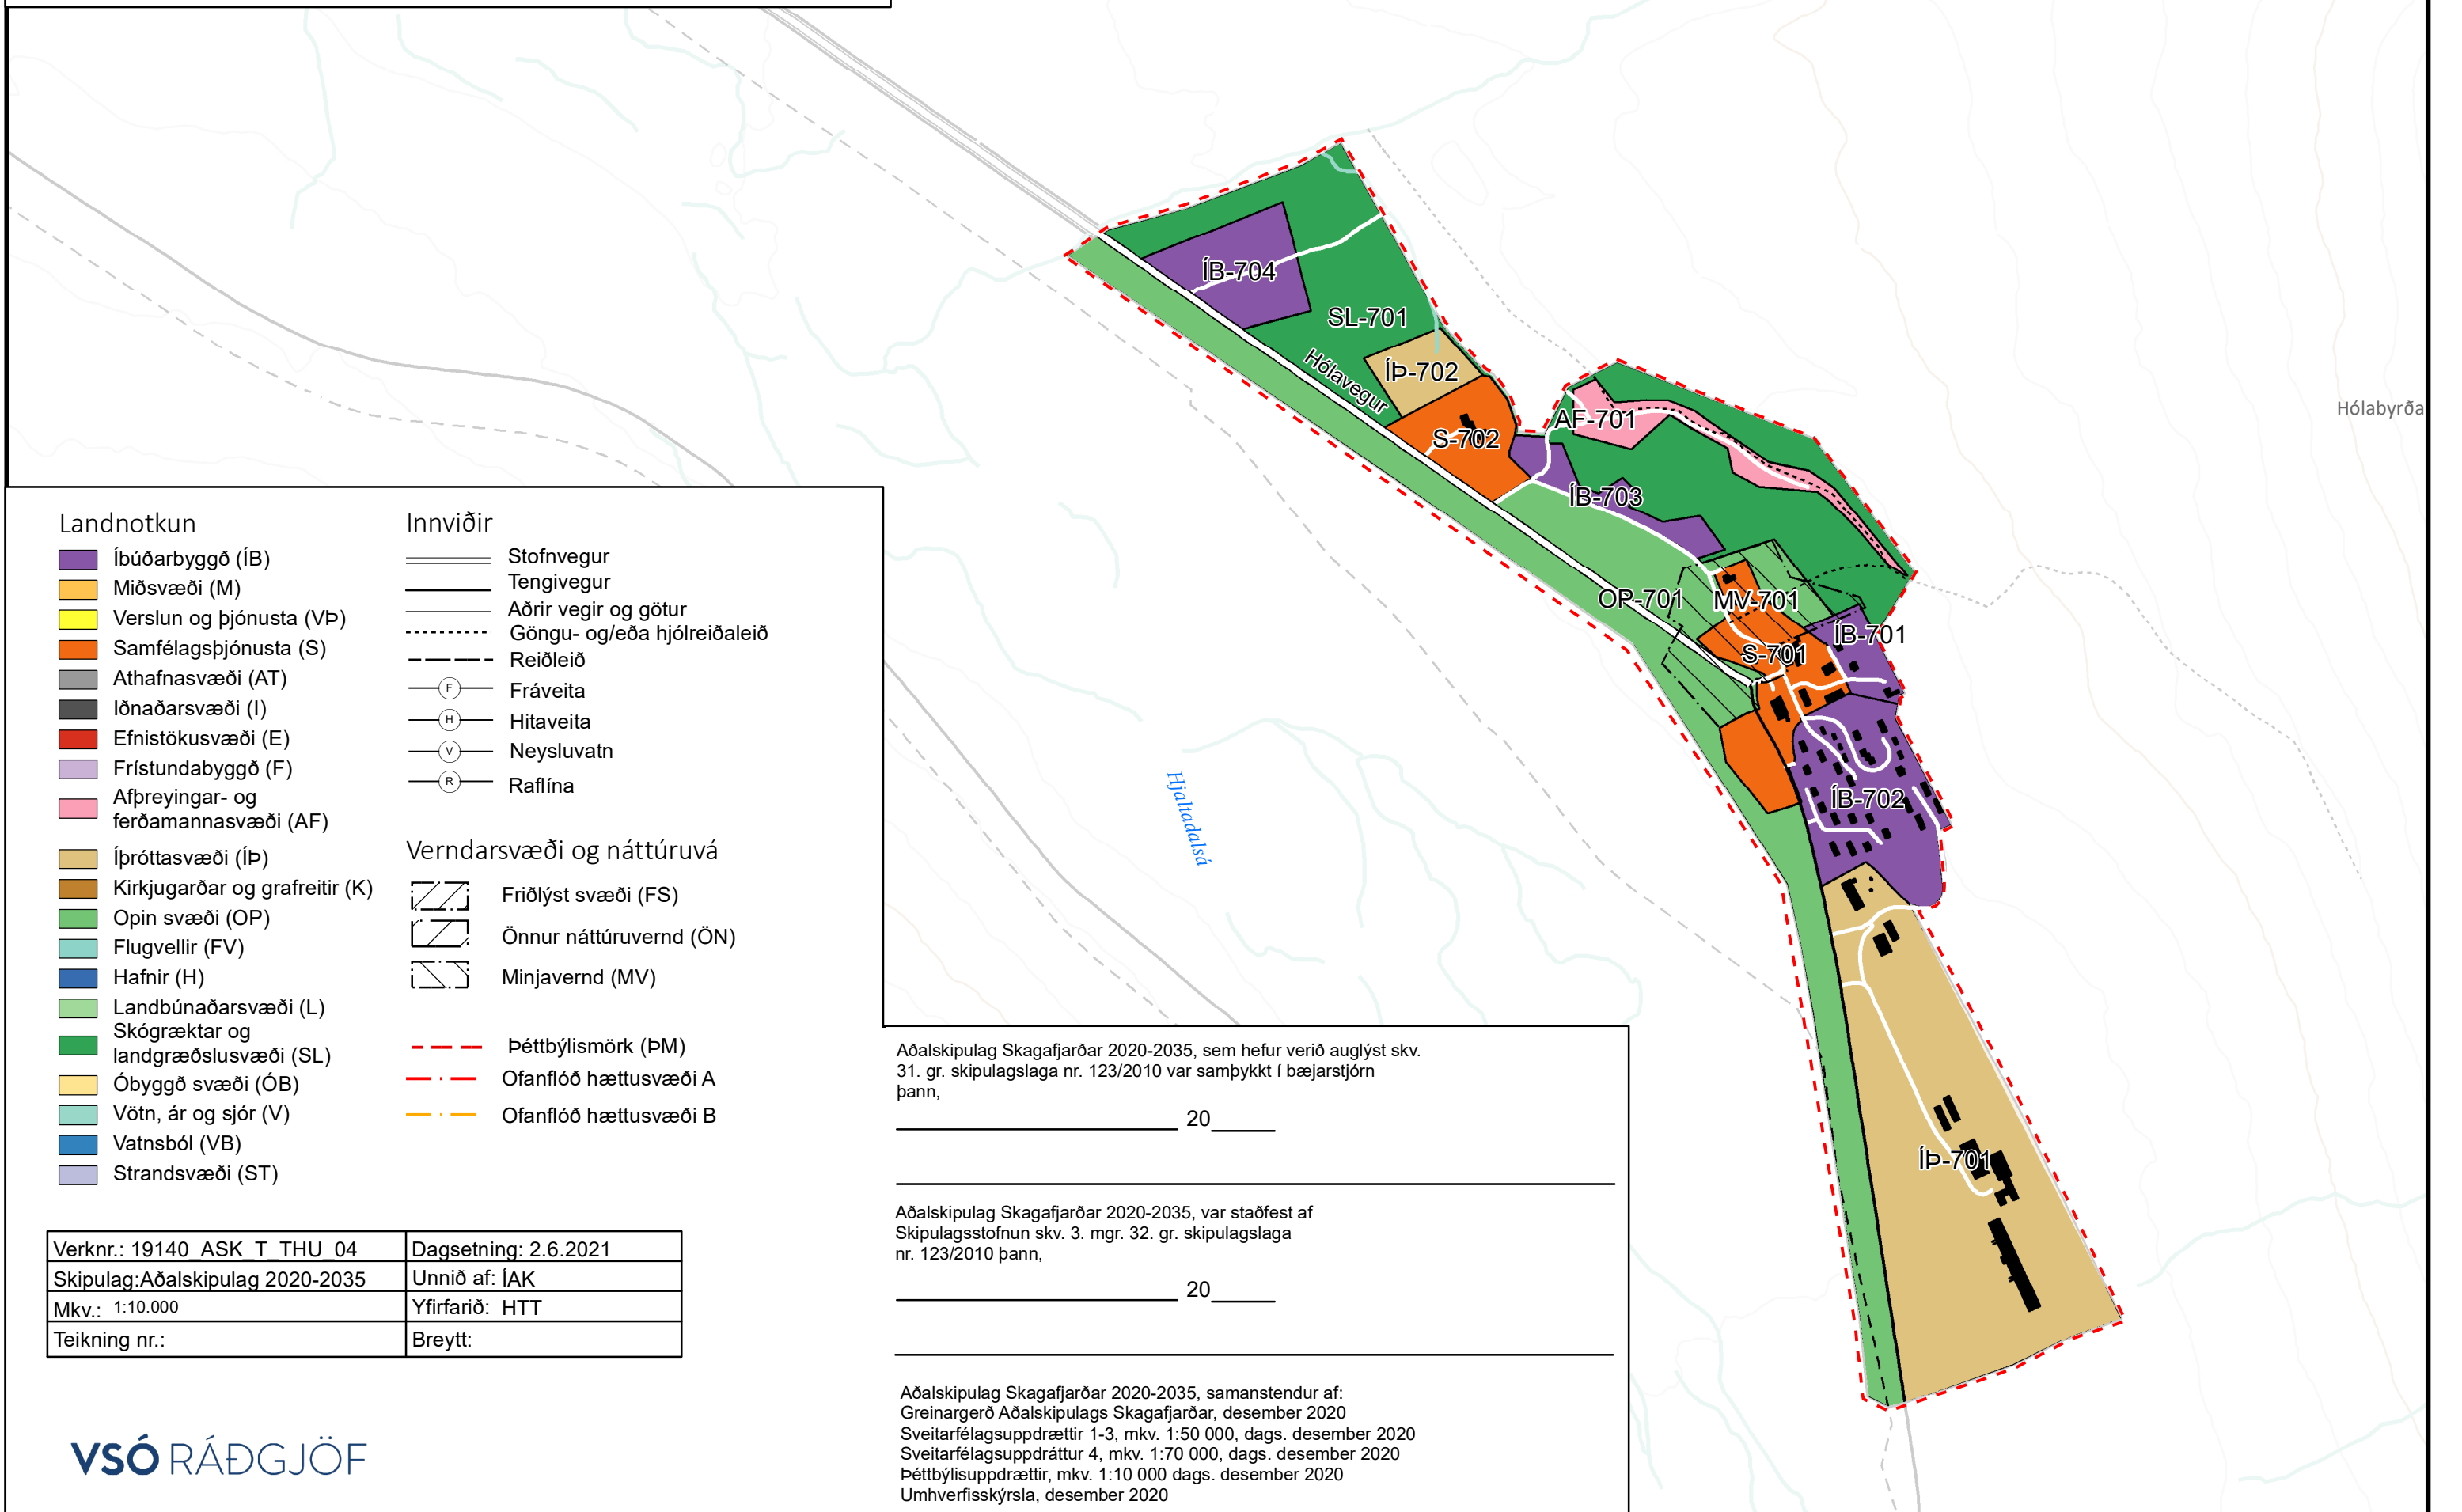 ÍB-704
SL-701
Hólavegur
ÍÞ-702
S-702
AF-701
ÍB-703
OP-701
MV-701
ÍB-701
S-701
ÍB-702
ÍÞ-701
Hólabyrða
Hjaltadalsá
Landnotkun
Íbúðarbyggð (ÍB)
Miðsvæði (M)
Verslun og þjónusta (VÞ)
Samfélagsþjónusta (S)
Athafnasvæði (AT)
Iðnaðarsvæði (I)
Efnistökusvæði (E)
Frístundabyggð (F)
Afþreyingar- og
ferðamannasvæði (AF)
Íþróttasvæði (ÍÞ)
Kirkjugarðar og grafreitir (K)
Opin svæði (OP)
Flugvellir (FV)
Hafnir (H)
Landbúnaðarsvæði (L)
Skógræktar og
landgræðslusvæði (SL)
Óbyggð svæði (ÓB)
Vötn, ár og sjór (V)
Vatnsból (VB)
Strandsvæði (ST)
Innviðir
Stofnvegur
Tengivegur
Aðrir vegir og götur
Göngu- og/eða hjólreiðaleið
Reiðleið
F Fráveita
H Hitaveita
V Neysluvatn
R Raflína
Verndarsvæði og náttúruvá
Friðlýst svæði (FS)
Önnur náttúruvernd (ÖN)
Minjavernd (MV)
Þéttbýlismörk (ÞM)
Ofanflóð hættusvæði A
Ofanflóð hættusvæði B
Verknr.: 19140_ASK_T_THU_04 Dagsetning: 2.6.2021
Skipulag:Aðalskipulag 2020-2035 Unnið af: ÍAK
Mkv.: 1:10.000 Yfirfarið: HTT
Teikning nr.: Breytt:
VSÓ RÁÐGJÖF
Aðalskipulag Skagafjarðar 2020-2035, sem hefur verið auglýst skv.
31. gr. skipulagslaga nr. 123/2010 var samþykkt í bæjarstjórn
þann,
20
Aðalskipulag Skagafjarðar 2020-2035, var staðfest af
Skipulagsstofnun skv. 3. mgr. 32. gr. skipulagslaga
nr. 123/2010 þann,
20
Aðalskipulag Skagafjarðar 2020-2035, samanstendur af:
Greinargerð Aðalskipulags Skagafjarðar, desember 2020
Sveitarfélagsuppdrættir 1-3, mkv. 1:50 000, dags. desember 2020
Sveitarfélagsuppdráttur 4, mkv. 1:70 000, dags. desember 2020
Þéttbýlisuppdrættir, mkv. 1:10 000 dags. desember 2020
Umhverfisskýrsla, desember 2020